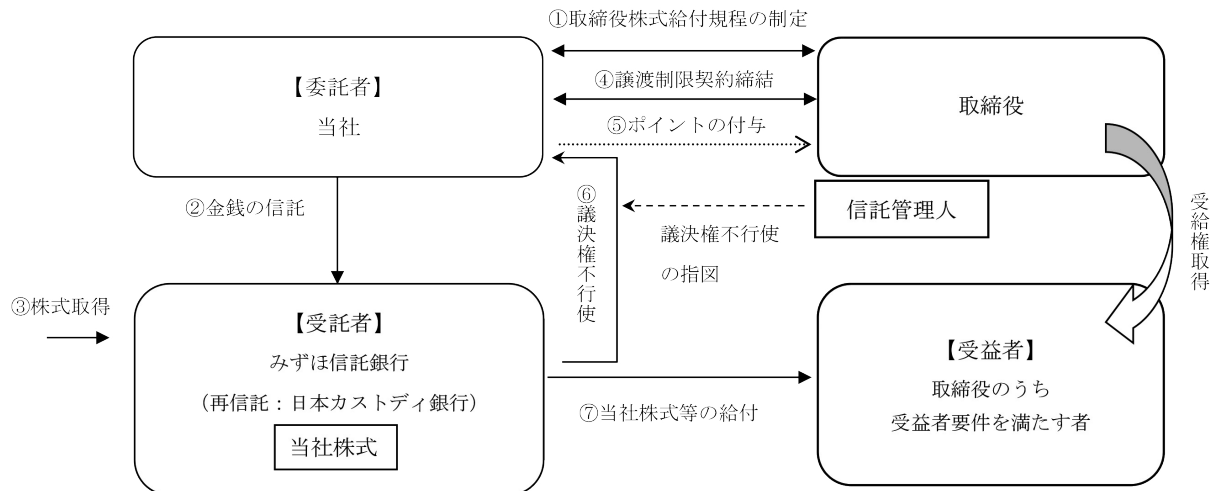 ①取締役株式給付規程の制定
【委託者】
当社
④譲渡制限契約締結
取締役
⑤ポイントの付与
②金銭の信託
⑥議決権不行使
信託管理人
議決権不行使
の指図
受給権取得
③株式取得
【受託者】
みずほ信託銀行
（再信託：日本カストディ銀行）
当社株式
⑦当社株式等の給付
【受益者】
取締役のうち
受益者要件を満たす者